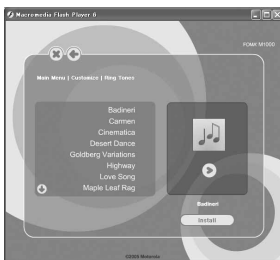 Macromedia Flash Player 6
FOMA M1000
Main Menu | Customize | Ring Tones
Badineri
Carmen
Cinematica
Desert Dance
Goldberg Variations
Highway
Love Song
Maple Leaf Rag
Badineri
Install
©2005 Motorola